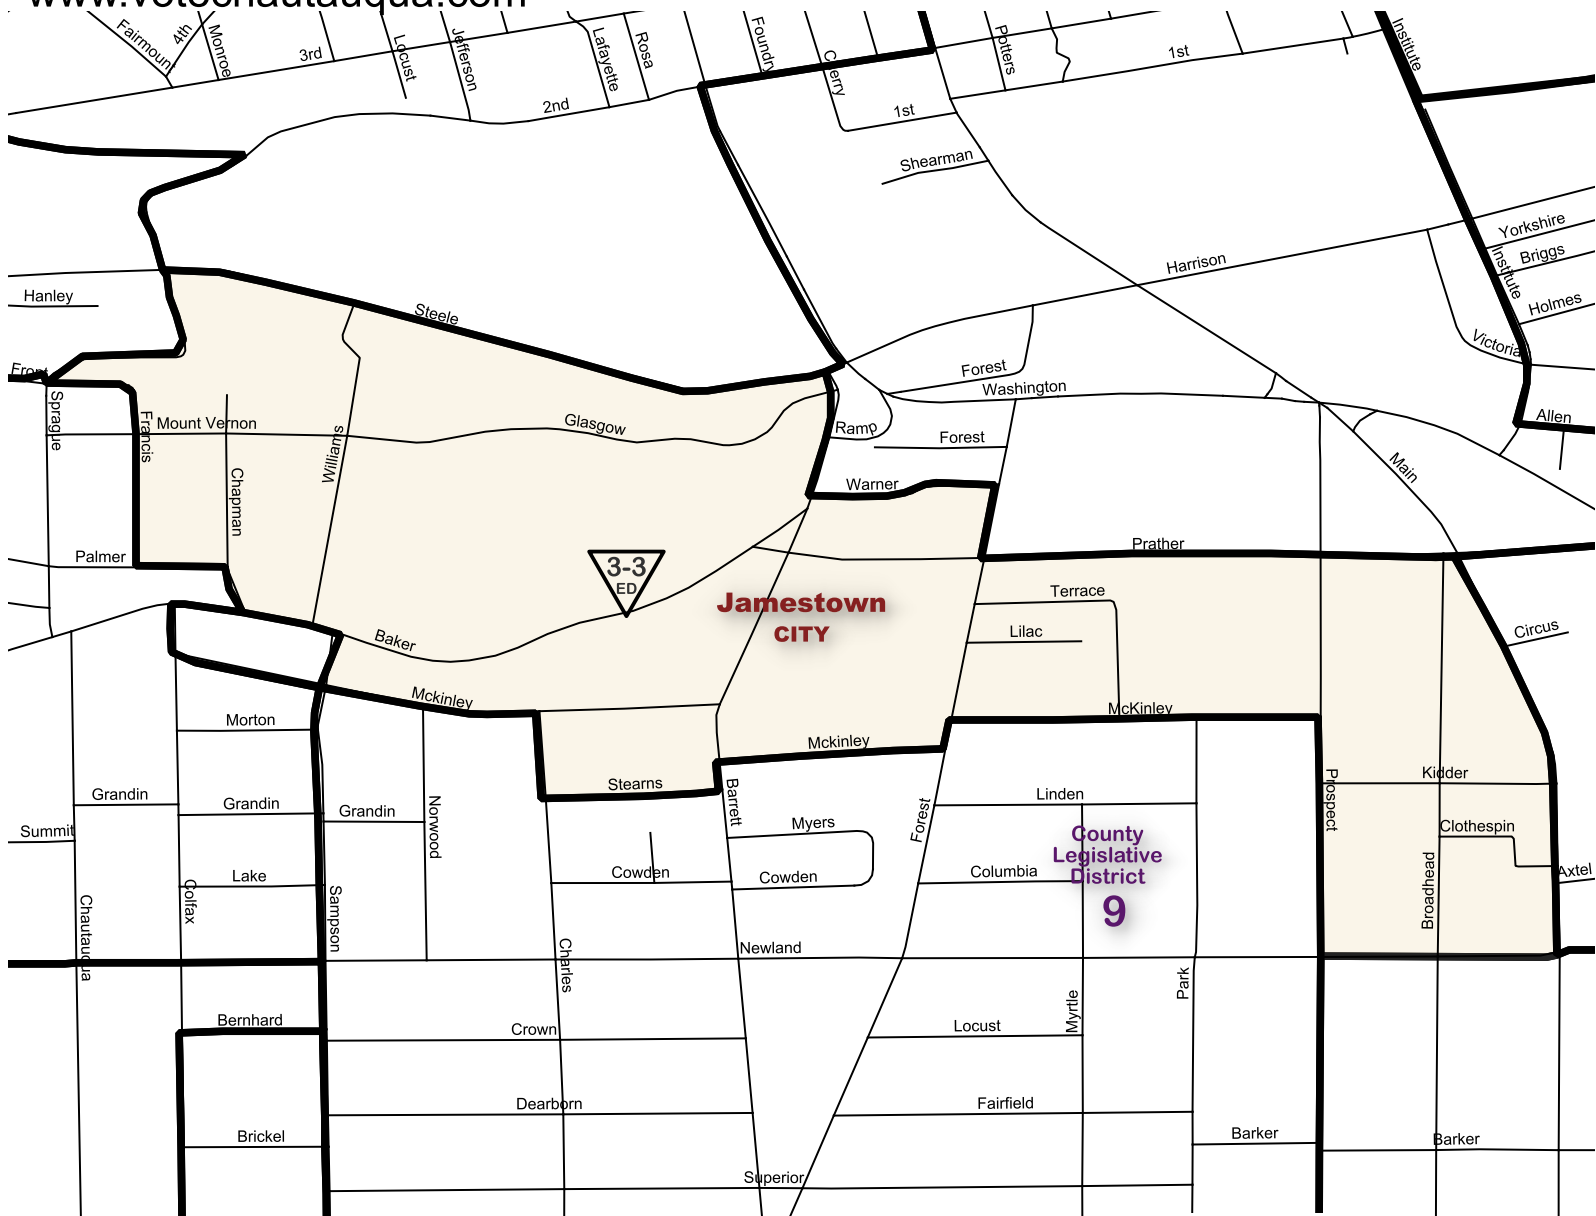 www.votechautauqua.com
Fairmount
4th
Monroe
3rd
Locust
Jefferson
2nd
Lafayette
Rosa
Foundry
Cherry
1st
Potters
1st
Institute
Shearman
Harrison
Yorkshire
Briggs
Institute
Holmes
Victoria
Hanley
Steele
Front
Forest
Washington
Sprague
Francis
Mount Vernon
Glasgow
Ramp
Forest
Allen
Williams
Chapman
Warner
Main
Palmer
Prather
3-3
ED
Jamestown
CITY
Terrace
Lilac
Circus
Baker
Mckinley
McKinley
Morton
Mckinley
Stearns
Kidder
Grandin
Grandin
Grandin
Norwood
Barrett
Linden
Prospect
Summit
Myers
Forest
County
Legislative
District
9
Clothespin
Lake
Cowden
Cowden
Columbia
Broadhead
Axtel
Chautauqua
Colfax
Sampson
Charles
Newland
Park
Myrtle
Bernhard
Crown
Locust
Dearborn
Fairfield
Brickel
Barker
Barker
Superior